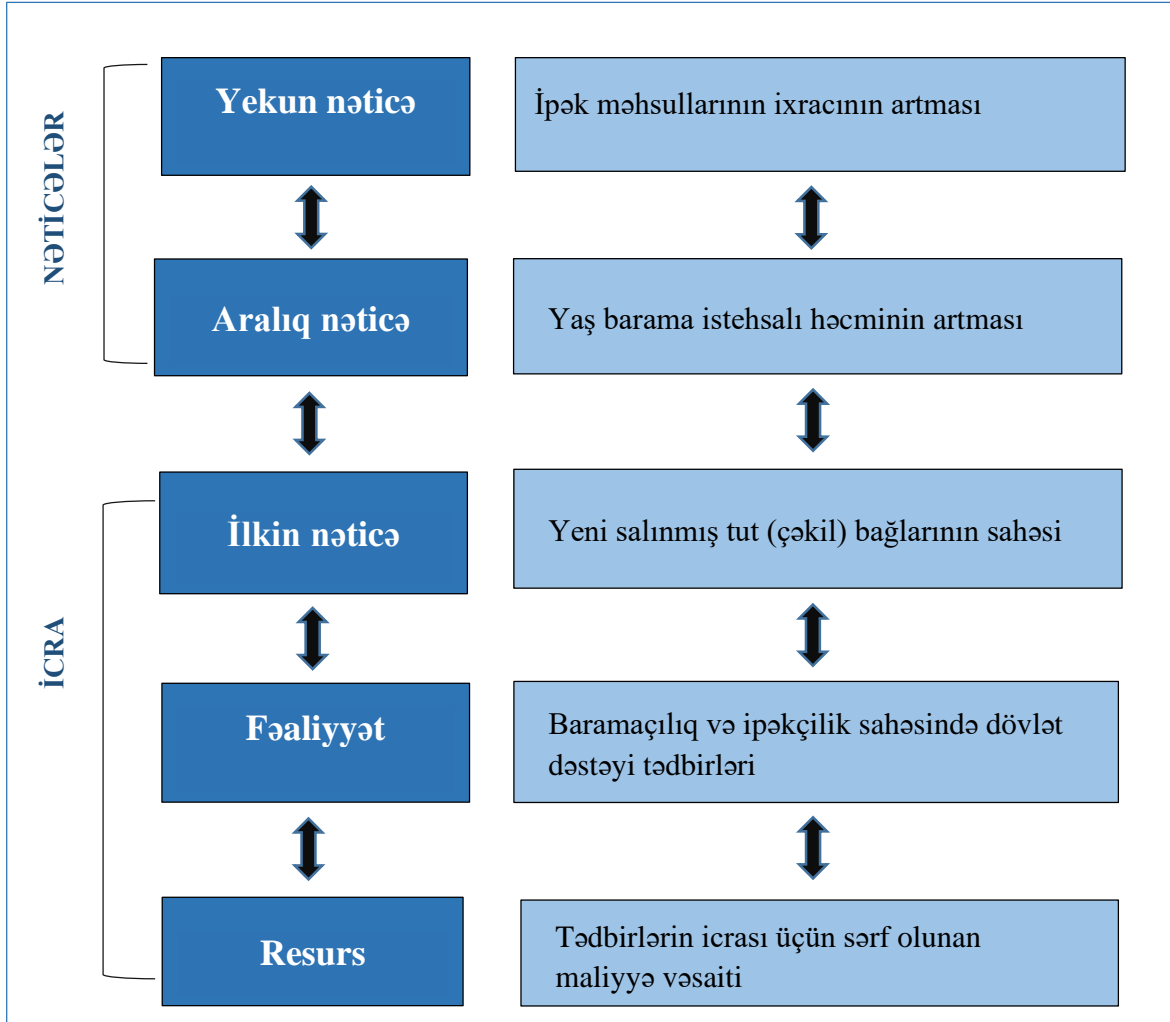 NƏTİCƏLƏR
Yekun nəticə
İpək məhsullarının ixracının artması
Aralıq nəticə
Yaş barama istehsalı həcminin artması
İCRA
İlkin nəticə
Yeni salınmış tut (çəkil) bağlarının sahəsi
Fəaliyyət
Baramaçılıq və ipəkçilik sahəsində dövlət
dəstəyi tədbirləri
Resurs
Tədbirlərin icrası üçün sərf olunan
maliyyə vəsaiti